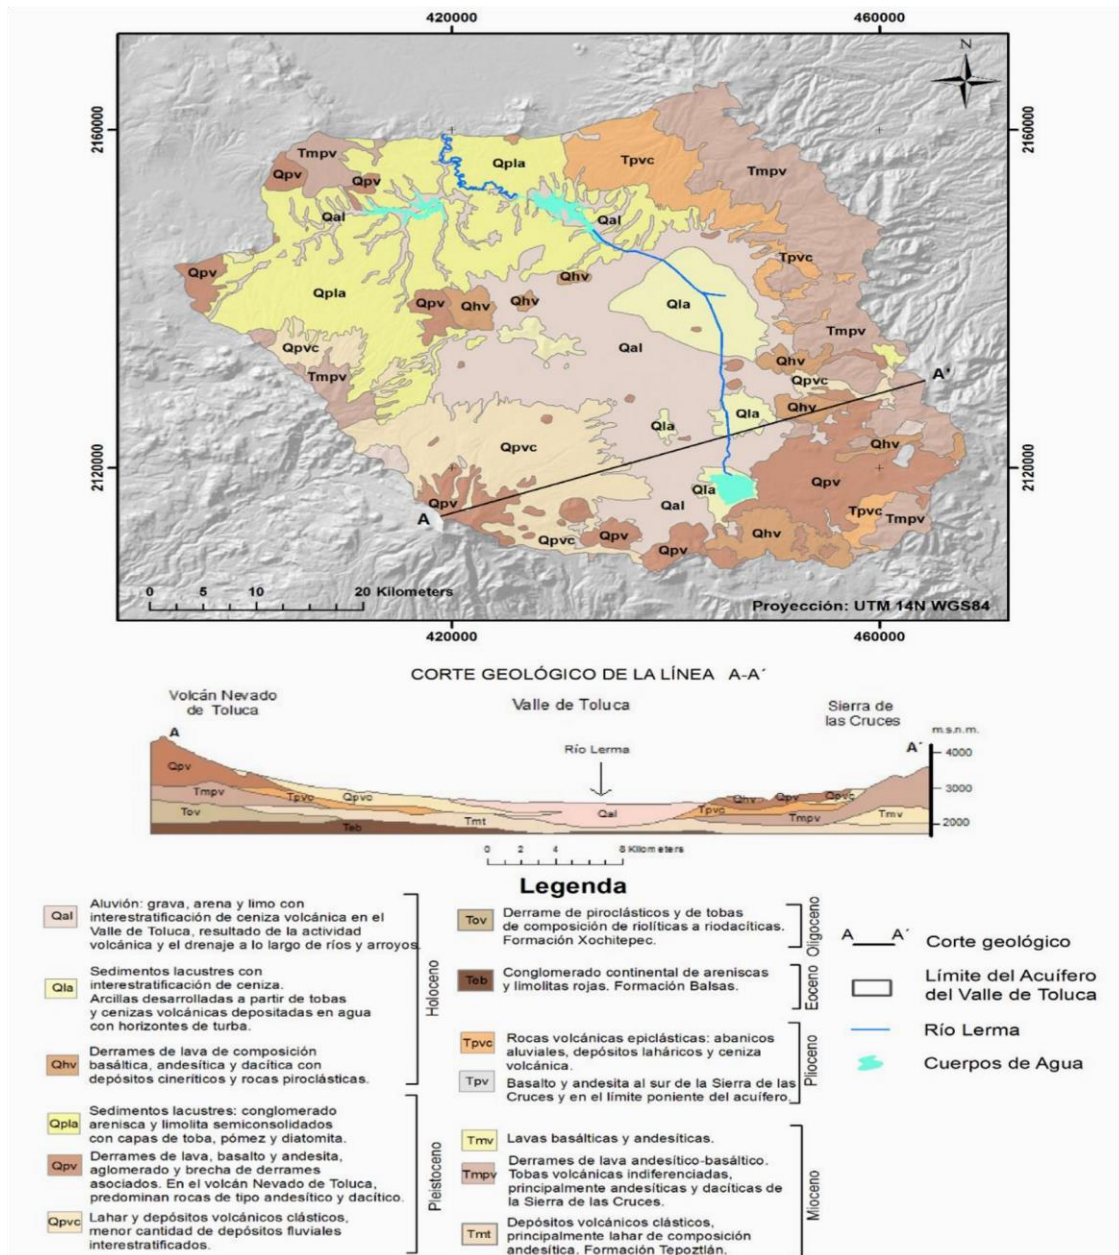 420000
460000
N
2160000
2160000
Tmpv
Qpv
Qpv
Qpla
Tpvc
Tmpv
Qal
Qal
Tpvc
Qpv
Qpla
Qpv
Qhv
Qhv
Qhv
Qla
Tmpv
Qpvc
Tmpv
Qal
Qhv
Qpvc
A'
Qla
Qla
Qhv
Qhv
Qpvc
2120000
2120000
Qpv
A
Qla
Qal
Qpv
Tpvc
Tmpv
Qpvc
Qpv
Qpv
Qhv
0 5 10 20 Kilometers
Proyección: UTM 14N WGS84
420000
460000
CORTE GEOLÓGICO DE LA LÍNEA A-A´
Volcán Nevado
de Toluca
Valle de Toluca
Sierra de
las Cruces
A
Río Lerma
A´
m.s.n.m.
4000
3000
2000
Qpv
Tmpv
Tpvc
Qpvc
Tov
Teb
Tmt
Qal
Tpvc
Qhv
Qpv
Qpvc
Tmpv
Tmv
0 2 4 8 Kilometers
Legenda
Qal
Aluvión: grava, arena y limo con
interestratificación de ceniza volcánica en el
Valle de Toluca, resultado de la actividad
volcánica y el drenaje a lo largo de ríos y arroyos.
Qla
Sedimentos lacustres con
interestratificación de ceniza.
Arcillas desarrolladas a partir de tobas
y cenizas volcánicas depositadas en agua
con horizontes de turba.
Qhv
Derrames de lava de composición
basáltica, andesítica y dacítica con
depósitos cineríticos y rocas piroclásticas.
Holoceno
Qpla
Sedimentos lacustres: conglomerado
arenisca y limolita semiconsolidados
con capas de toba, pómez y diatomita.
Qpv
Derrames de lava, basalto y andesita,
aglomerado y brecha de derrames
asociados. En el volcán Nevado de Toluca,
predominan rocas de tipo andesítico y dacítico.
Qpvc
Lahar y depósitos volcánicos clásticos,
menor cantidad de depósitos fluviales
interestratificados.
Pleistoceno
Tov
Derrame de piroclásticos y de tobas
de composición de riolíticas a riodacíticas.
Formación Xochitepec.
Oligoceno
Teb
Conglomerado continental de areniscas
y limolitas rojas. Formación Balsas.
Eoceno
Tpvc
Rocas volcánicas epiclásticas: abanicos
aluviales, depósitos laháricos y ceniza
volcánica.
Tpv
Basalto y andesita al sur de la Sierra de las
Cruces y en el límite poniente del acuífero.
Plioceno
Tmv
Lavas basálticas y andesíticas.
Tmpv
Derrames de lava andesítico-basáltico.
Tobas volcánicas indiferenciadas,
principalmente andesíticas y dacíticas de
la Sierra de las Cruces.
Tmt
Depósitos volcánicos clásticos,
principalmente lahar de composición
andesítica. Formación Tepoztlán.
Mioceno
A A´
Corte geológico
Límite del Acuífero
del Valle de Toluca
Río Lerma
Cuerpos de Agua